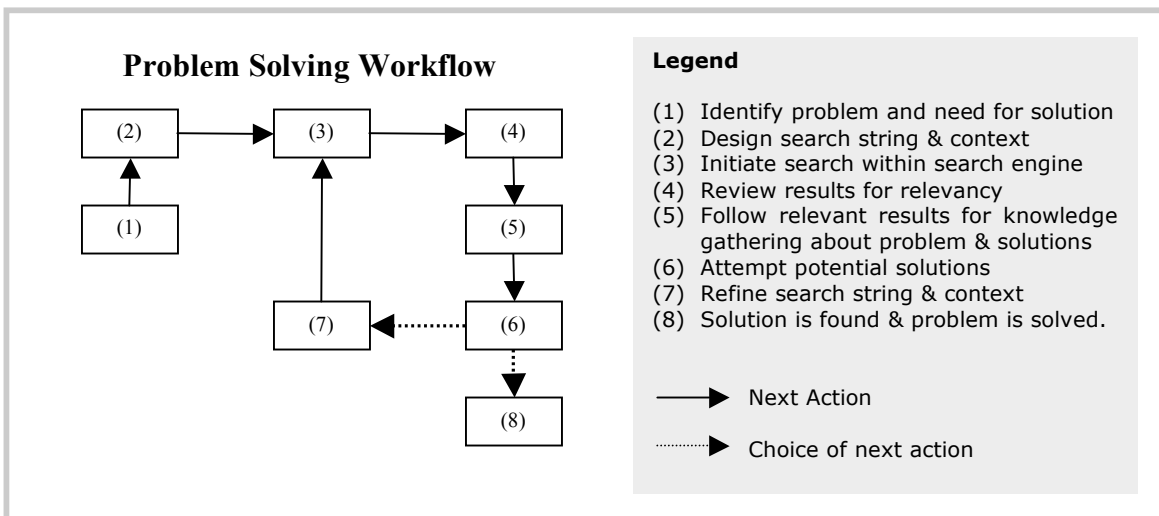 Problem Solving Workflow
(2)
(3)
(4)
(1)
(5)
(7)
(6)
(8)
Legend
(1) Identify problem and need for solution
(2) Design search string & context
(3) Initiate search within search engine
(4) Review results for relevancy
(5) Follow relevant results for knowledge
gathering about problem & solutions
(6) Attempt potential solutions
(7) Refine search string & context
(8) Solution is found & problem is solved.
Next Action
Choice of next action